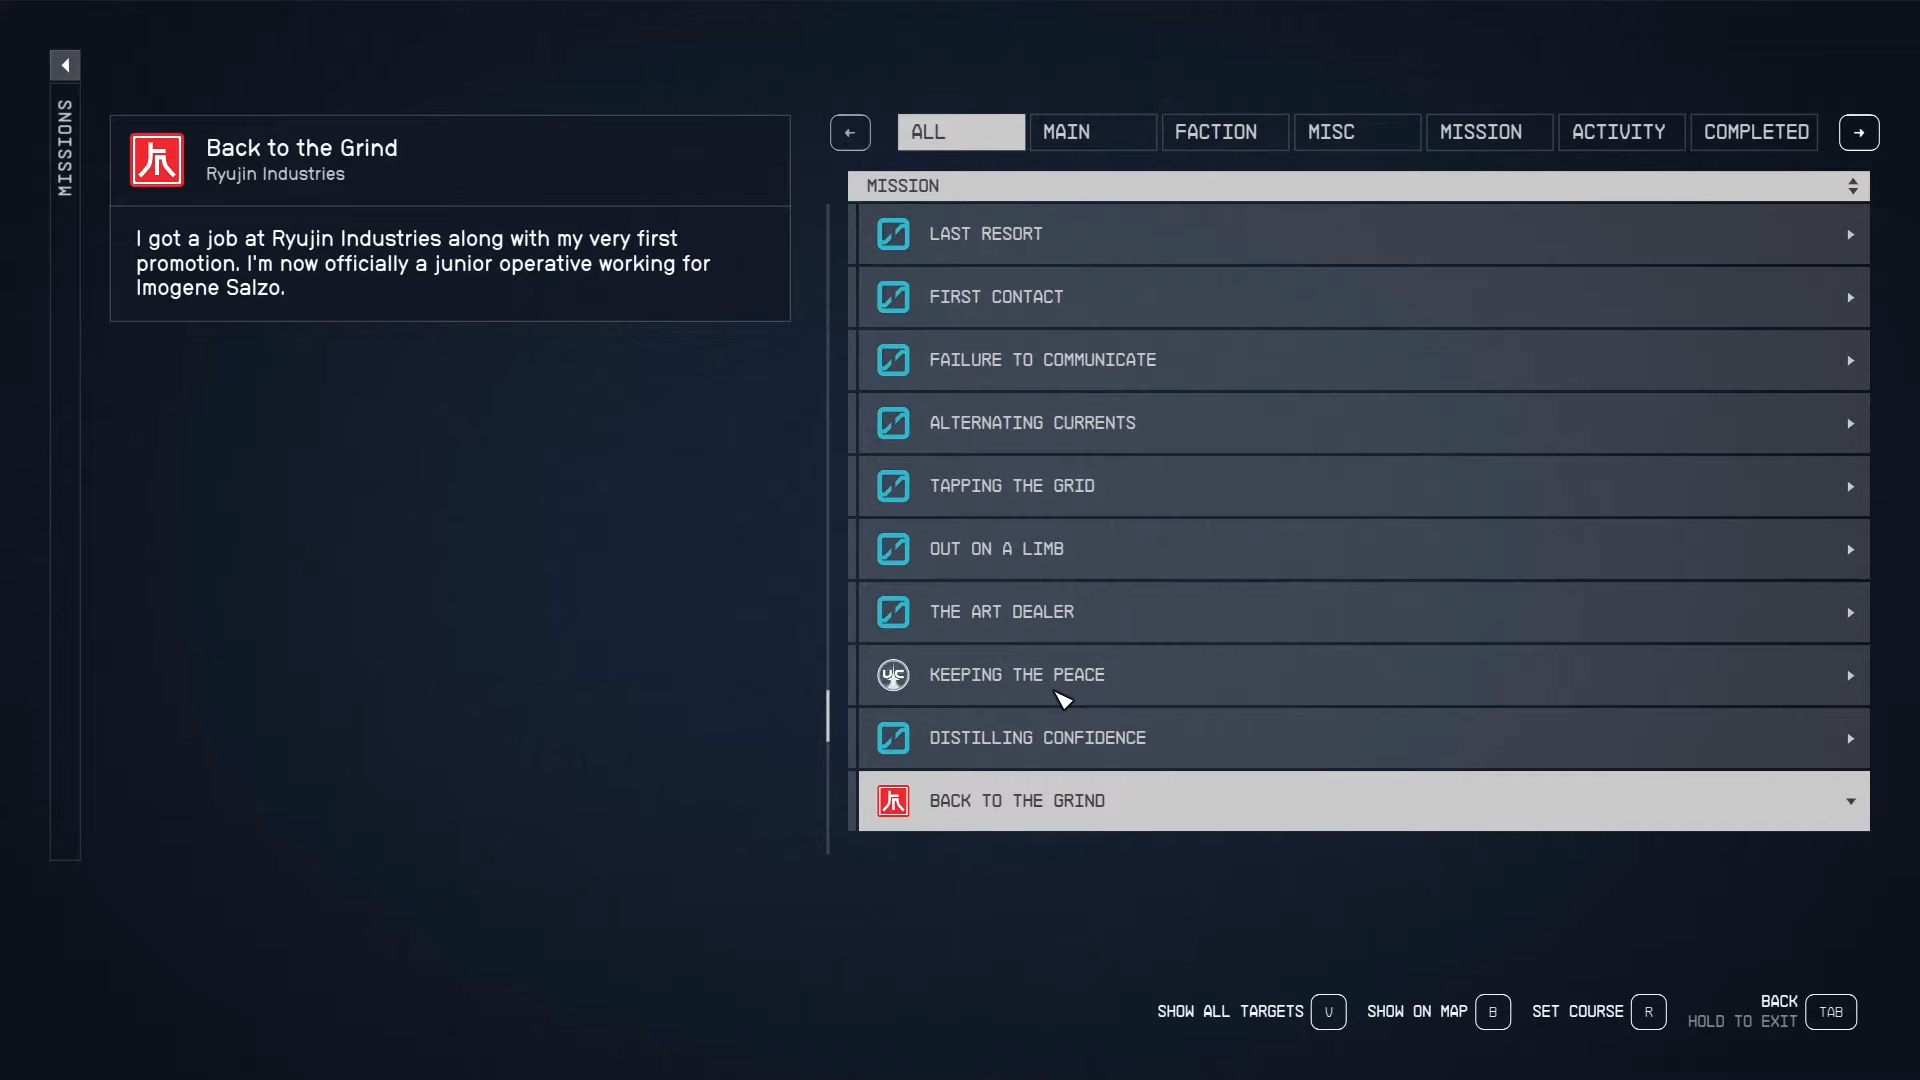 MISSIONS
Back to the Grind
Ryujin Industries
I got a job at Ryujin Industries along with my very first
promotion. I'm now officially a junior operative working for
Imogene Salzo.
ALL
MAIN
FACTION
MISC
MISSION
ACTIVITY
COMPLETED
MISSION
LAST RESORT
FIRST CONTACT
FAILURE TO COMMUNICATE
ALTERNATING CURRENTS
TAPPING THE GRID
OUT ON A LIMB
THE ART DEALER
UC
KEEPING THE PEACE
DISTILLING CONFIDENCE
BACK TO THE GRIND
SHOW ALL TARGETS V
SHOW ON MAP B
SET COURSE R
BACK
HOLD TO EXIT
TAB